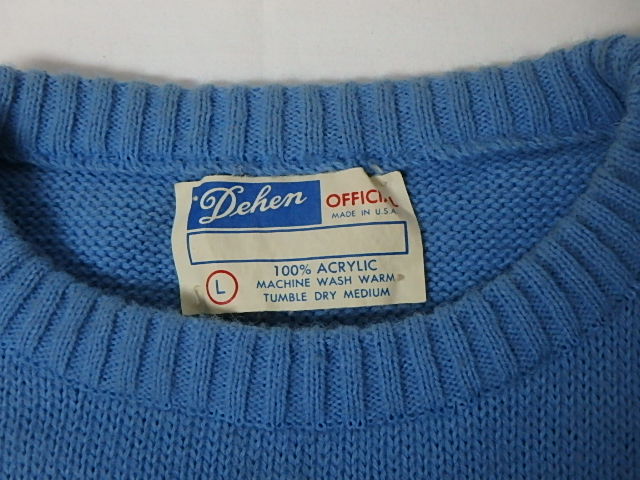 Dehen
OFFICIAL
MADE IN U.S.A.
100% ACRYLIC
L
MACHINE WASH WARM
TUMBLE DRY MEDIUM